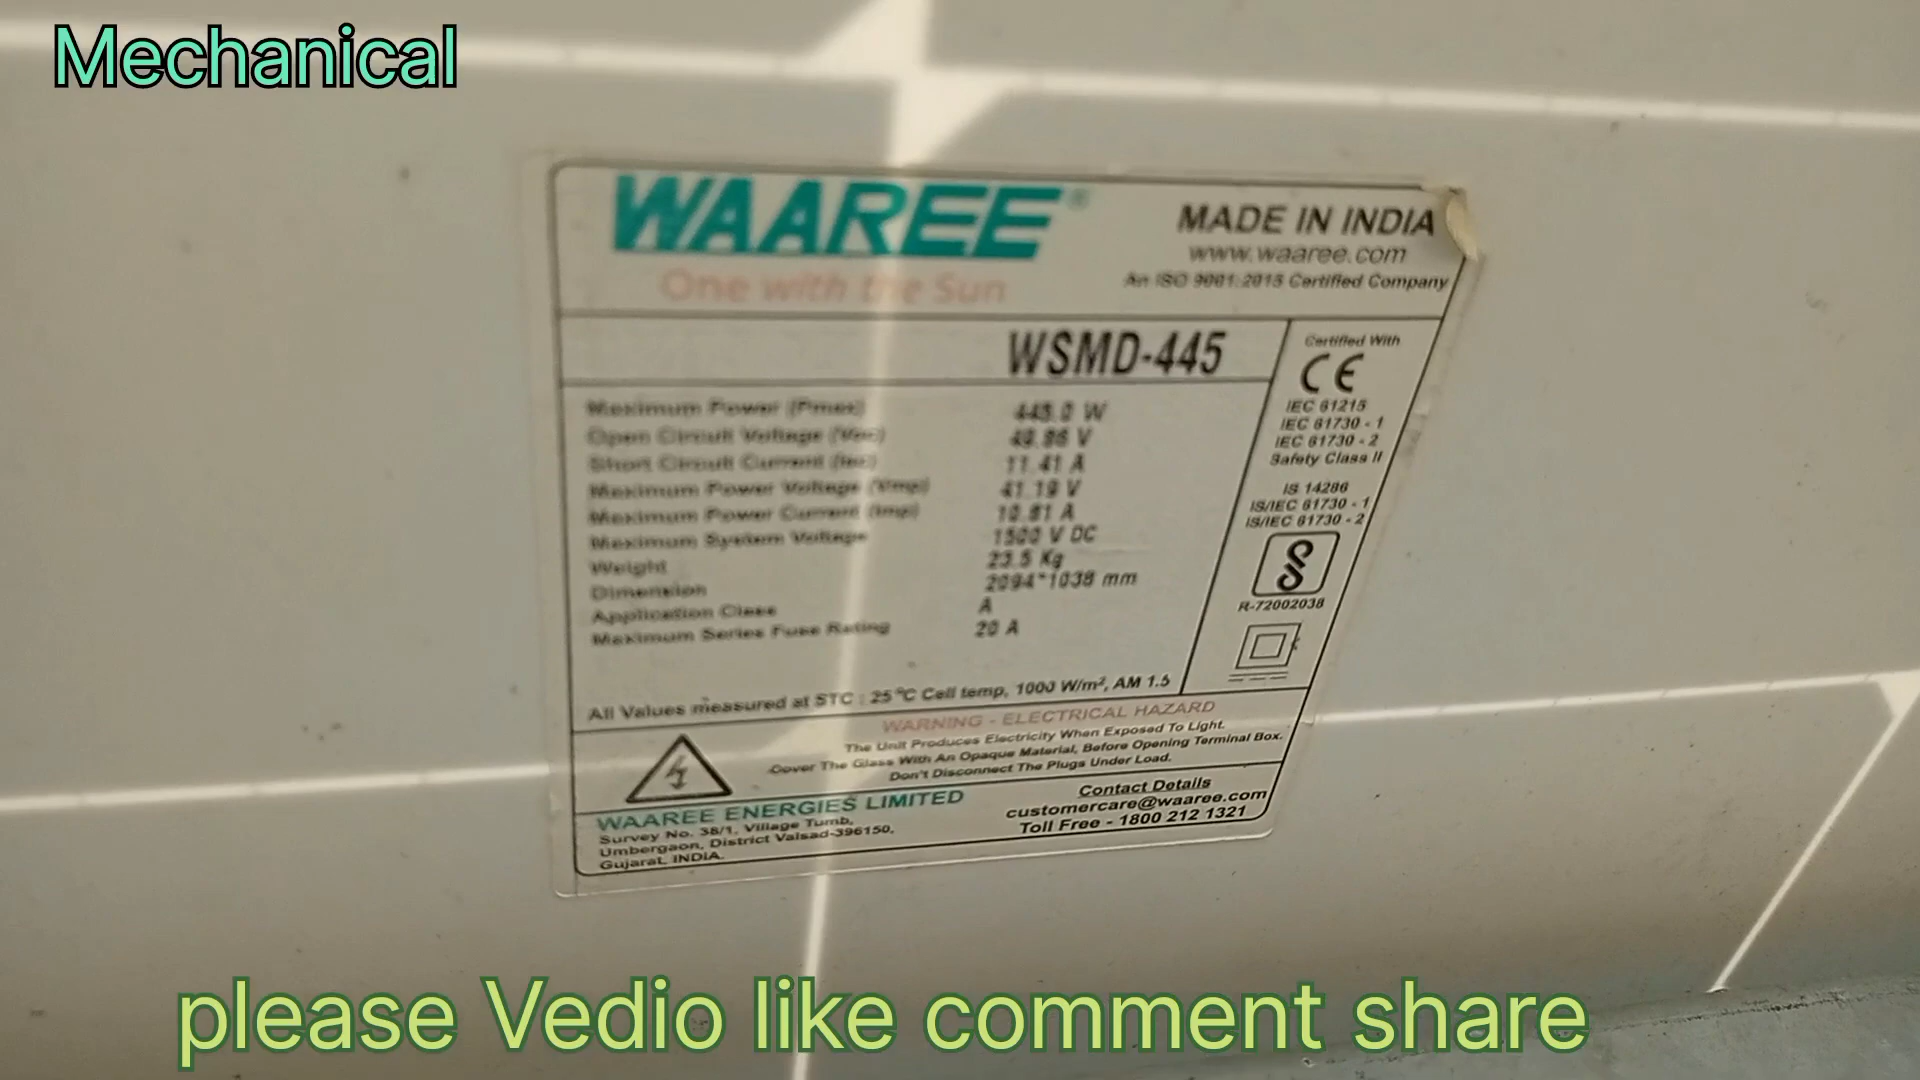 Mechanical
WAAREE®
One with the Sun
MADE IN INDIA
www.waaree.com
An ISO 9001:2015 Certified Company
WSMD-445
Maximum Power (Pmax) 445.0 W
Open Circuit Voltage (Voc)
Short Circuit Current (Isc) 11.41 A
Maximum Power Voltage (Vmp) 41.19 V
Maximum Power Current (Imp) 10.81 A
Maximum System Voltage 1500 V DC
Weight 23.5 Kg
Dimension 2094*1038 mm
Application Class A
Maximum Series Fuse Rating 20 A
All Values measured at STC : 25 °C Cell temp, 1000 W/m², AM 1.5
Certified With
CE
IEC 61215
IEC 61730 - 1
IEC 61730 - 2
Safety Class II
IS 14286
IS/IEC 61730 - 1
IS/IEC 61730 - 2
R-72002038
WARNING - ELECTRICAL HAZARD
The Unit Produces Electricity When Exposed To Light.
Cover The Glass With An Opaque Material, Before Opening Terminal Box.
Don't Disconnect The Plugs Under Load.
WAAREE ENERGIES LIMITED
Survey No. 38/1, Village Tumb,
Umbergaon, District Valsad-396150,
Gujarat, INDIA.
Contact Details
customercare@waaree.com
Toll Free - 1800 212 1321
please Vedio like comment share